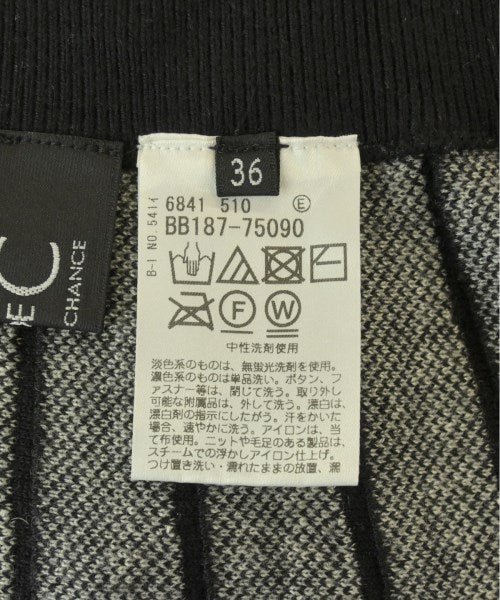 36
6841 510 E
BB187-75090
B-I NO.541イ
F W
中性洗剤使用
淡色系のものは、無蛍光洗剤を使用。
濃色系のものは単品洗い。ボタン、フ
ァスナー等は、閉じて洗う。取り外し
可能な附属品は、外して洗う。漂白は、
漂白剤の指示にしたがう。汗をかいた
場合、速やかに洗う。アイロンは、当
て布使用。ニットや毛足のある製品は、
スチームでの浮かしアイロン仕上げ。
つけ置き洗い・濡れたままの放置、濡
C
CHANCE